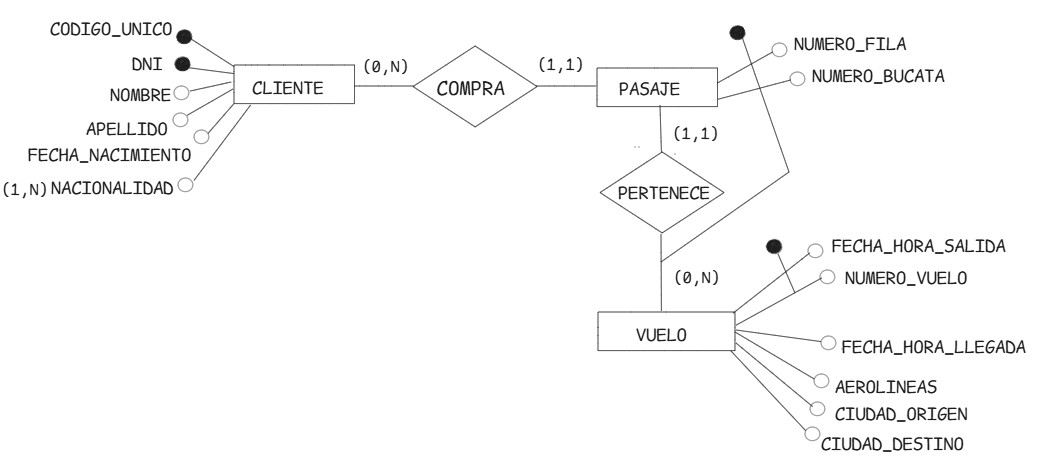 CODIGO_UNICO
DNI
NOMBRE
APELLIDO
FECHA_NACIMIENTO
(1,N) NACIONALIDAD
CLIENTE
(0,N)
COMPRA
(1,1)
PASAJE
NUMERO_FILA
NUMERO_BUCATA
(1,1)
PERTENECE
(0,N)
VUELO
FECHA_HORA_SALIDA
NUMERO_VUELO
FECHA_HORA_LLEGADA
AEROLINEAS
CIUDAD_ORIGEN
CIUDAD_DESTINO